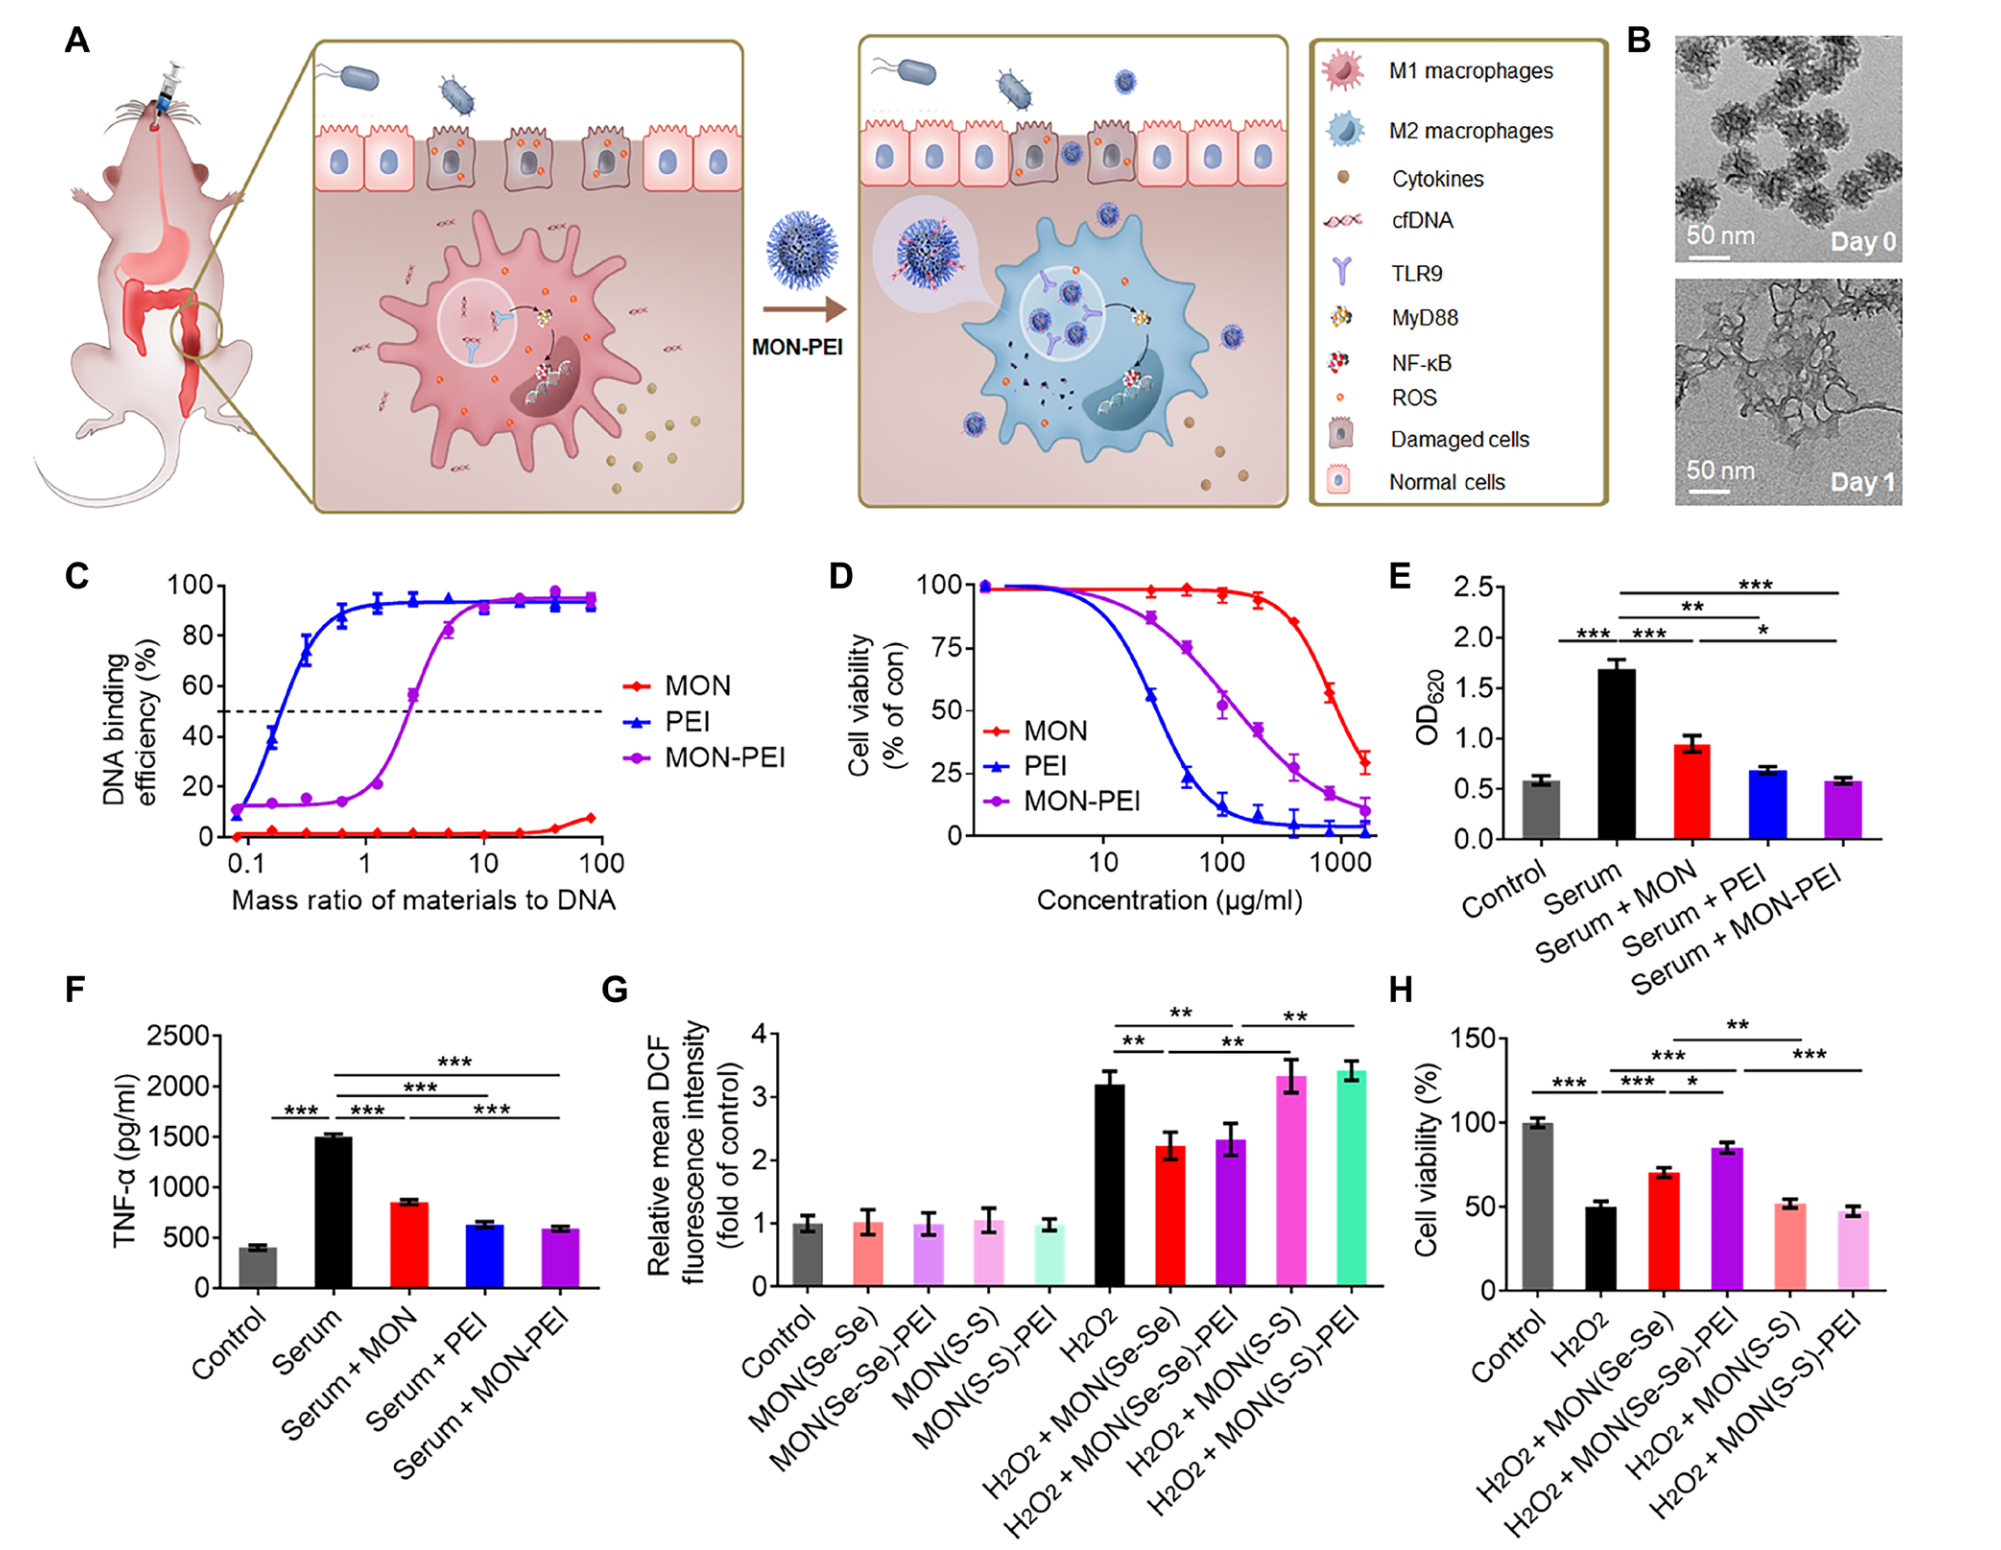 A
MON-PEI
M1 macrophages
M2 macrophages
Cytokines
cfDNA
TLR9
MyD88
NF-κB
ROS
Damaged cells
Normal cells
B
50 nm
Day 0
50 nm
Day 1
C
DNA binding
efficiency (%)
100
80
60
40
20
0
0.1 1 10 100
Mass ratio of materials to DNA
MON
PEI
MON-PEI
D
Cell viability
(% of con)
100
75
50
25
0
MON
PEI
MON-PEI
10 100 1000
Concentration (µg/ml)
E
OD620
2.5
2.0
1.5
1.0
0.5
0.0
***
**
*** *** *
Control
Serum
Serum + MON
Serum + PEI
Serum + MON-PEI
F
TNF-α (pg/ml)
2500
2000
1500
1000
500
0
***
***
*** *** ***
Control
Serum
Serum + MON
Serum + PEI
Serum + MON-PEI
G
Relative mean DCF
fluorescence intensity
(fold of control)
4
3
2
1
0
** **
** **
Control
MON(Se-Se)
MON(Se-Se)-PEI
MON(S-S)
MON(S-S)-PEI
H2O2
H2O2 + MON(Se-Se)
H2O2 + MON(Se-Se)-PEI
H2O2 + MON(S-S)
H2O2 + MON(S-S)-PEI
H
Cell viability (%)
150
100
50
0
**
*** ***
*** *** *
Control
H2O2
H2O2 + MON(Se-Se)
H2O2 + MON(Se-Se)-PEI
H2O2 + MON(S-S)
H2O2 + MON(S-S)-PEI